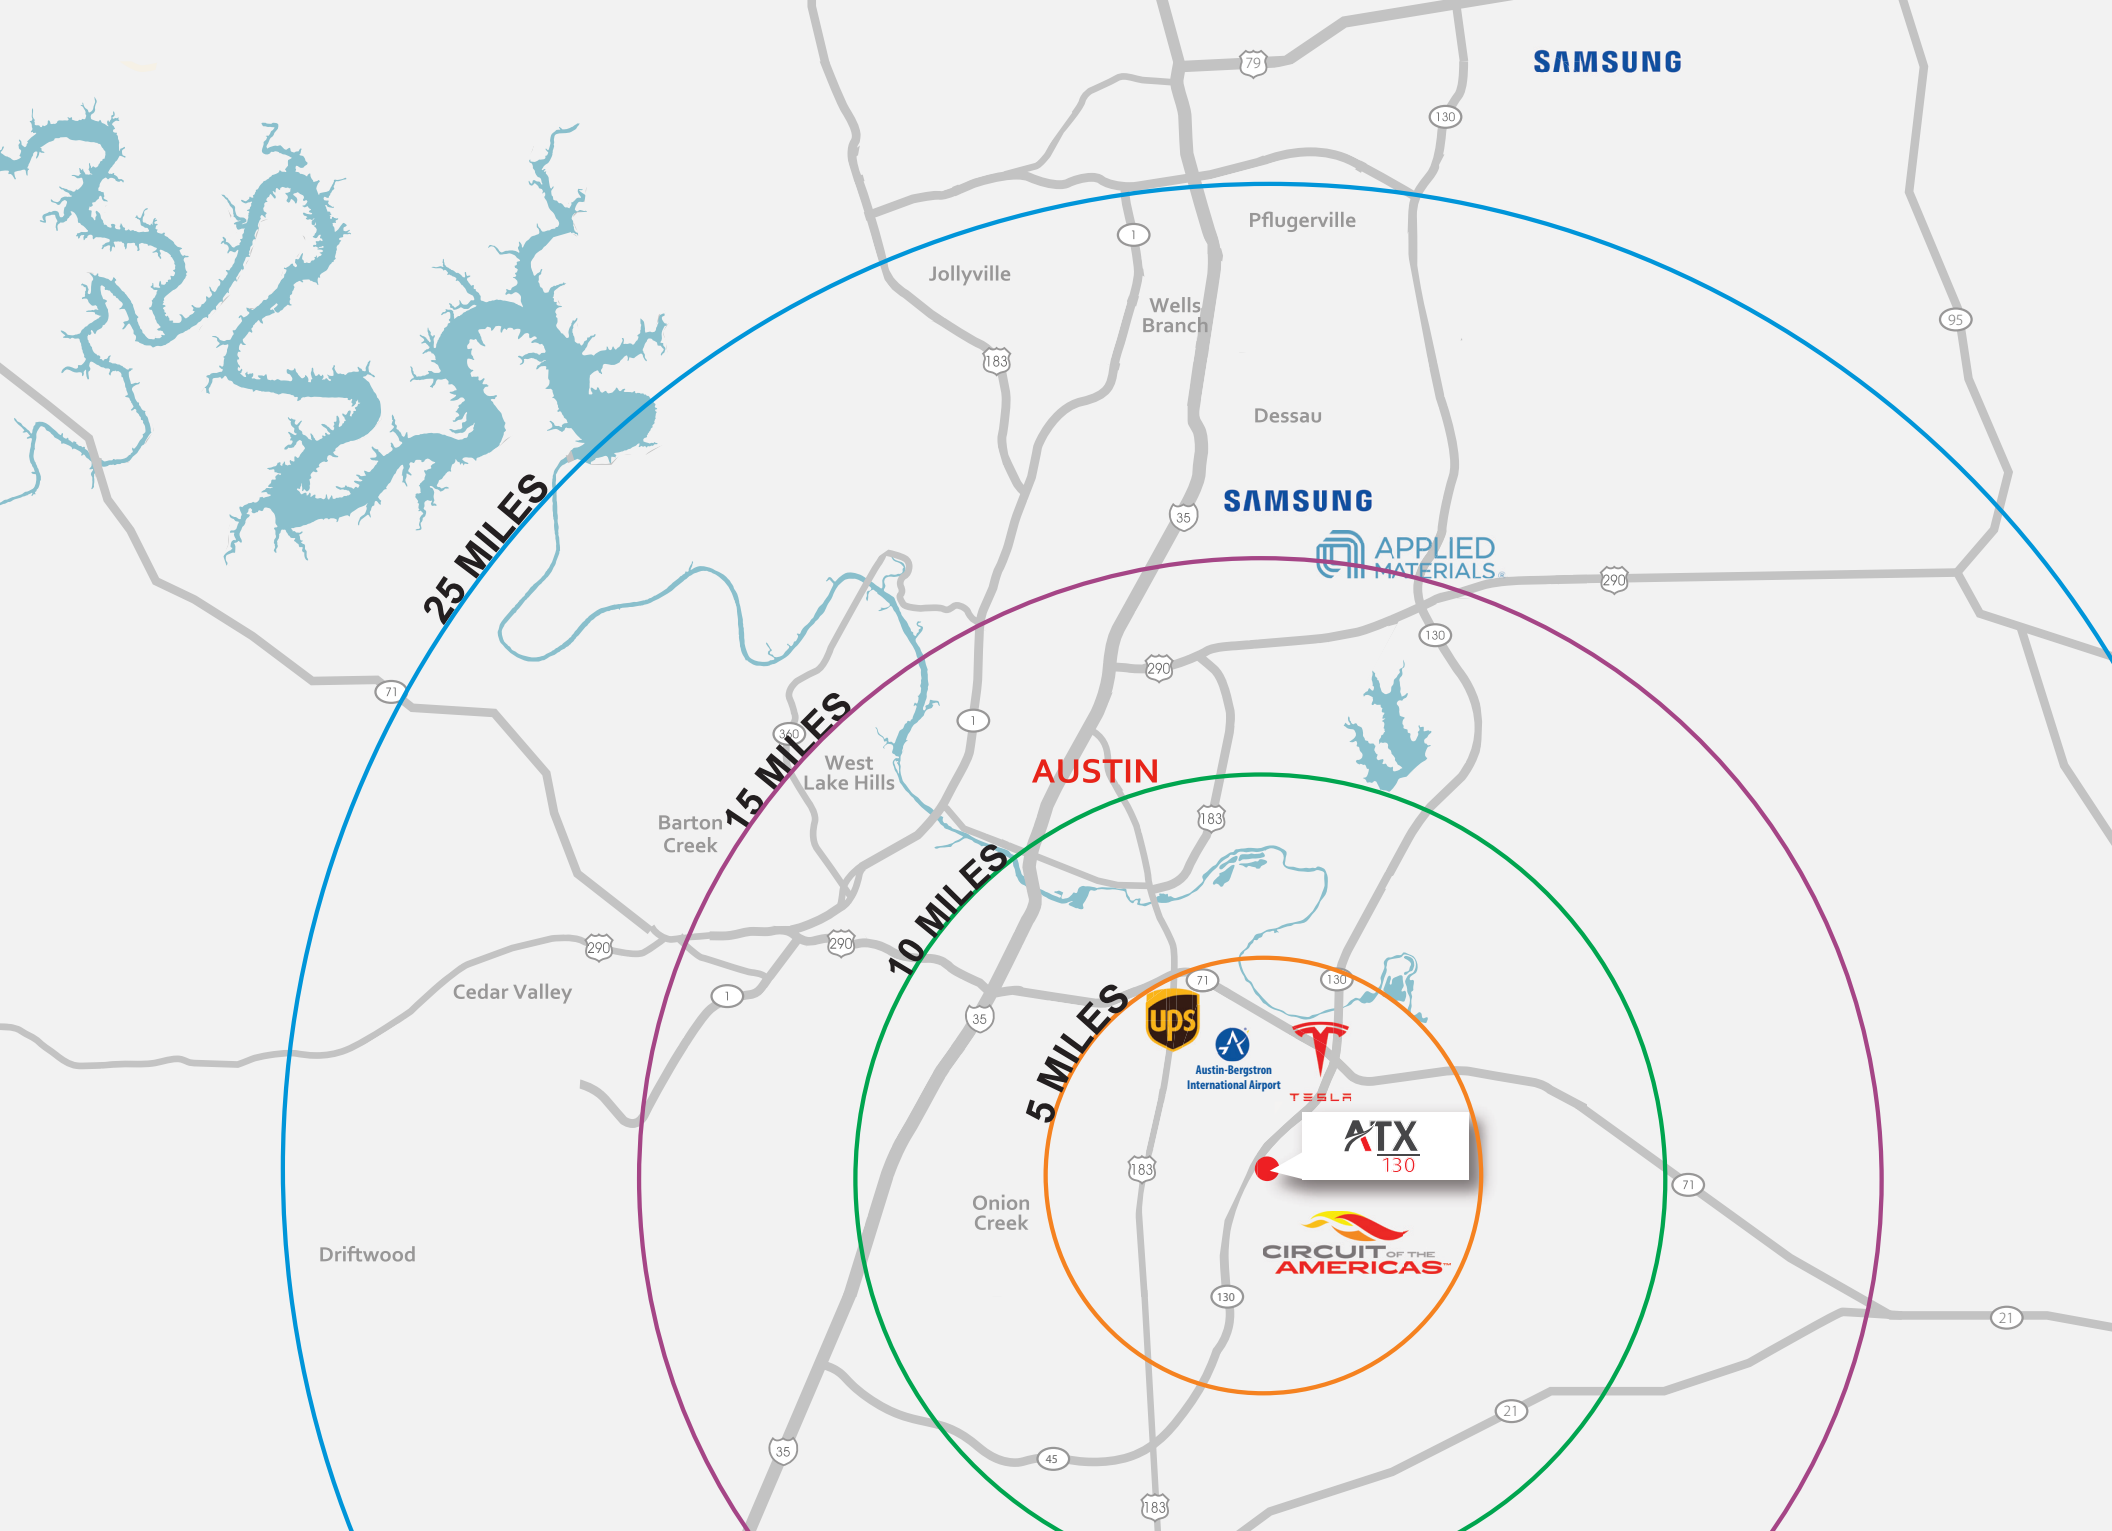 79
SAMSUNG
130
Pflugerville
1
Jollyville
Wells
Branch
95
183
Dessau
SAMSUNG
35
APPLIED
MATERIALS
25 MILES
290
130
290
71
1
360
15 MILES
West
Lake Hills
AUSTIN
183
Barton
Creek
10 MILES
290
290
Cedar Valley
1
71
130
35
5 MILES
ups
Austin-Bergstron
International Airport
TESLA
ATX
130
183
71
Onion
Creek
Driftwood
CIRCUIT OF THE
AMERICAS™
130
21
21
35
45
183